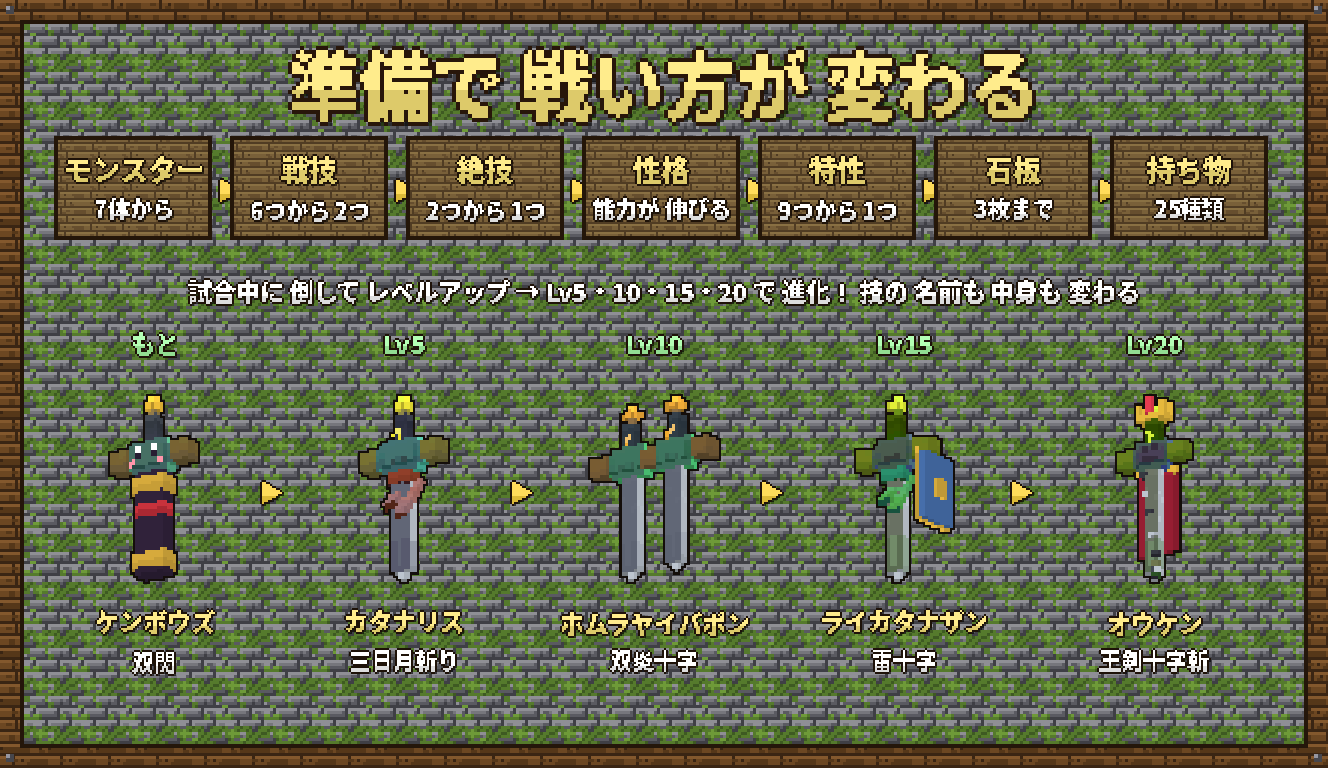 準備で 戦い方が 変わる
モンスター 戦技 絶技 性格 特性 石板 持ち物
7体から 6つから2つ 2つから1つ 能力が 伸びる 9つから1つ 3枚まで 25種類
試合中に 倒して レベルアップ → Lv5・10・15・20 で 進化! 技の 名前も 中身も 変わる
もと Lv5 Lv10 Lv15 Lv20
ケンボウズ カタナリス ホムラヤイバポン ライカタナザン オウケン
双閃 三日月斬り 双炎十字 雷十字 王剣十字斬